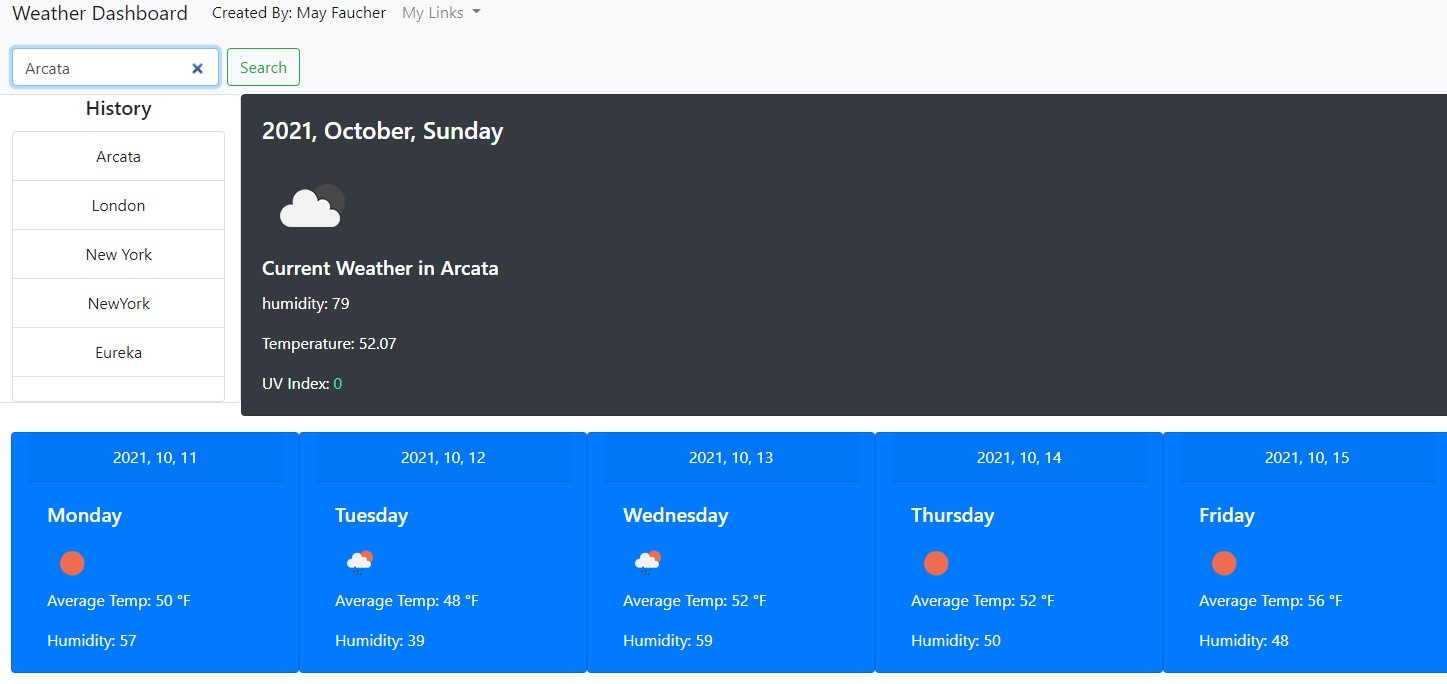 Weather Dashboard Created By: May Faucher My Links
Arcata Search
History
Arcata
London
New York
NewYork
Eureka
2021, October, Sunday
Current Weather in Arcata
humidity: 79
Temperature: 52.07
UV Index: 0
2021, 10, 11
Monday
Average Temp: 50 °F
Humidity: 57
2021, 10, 12
Tuesday
Average Temp: 48 °F
Humidity: 39
2021, 10, 13
Wednesday
Average Temp: 52 °F
Humidity: 59
2021, 10, 14
Thursday
Average Temp: 52 °F
Humidity: 50
2021, 10, 15
Friday
Average Temp: 56 °F
Humidity: 48